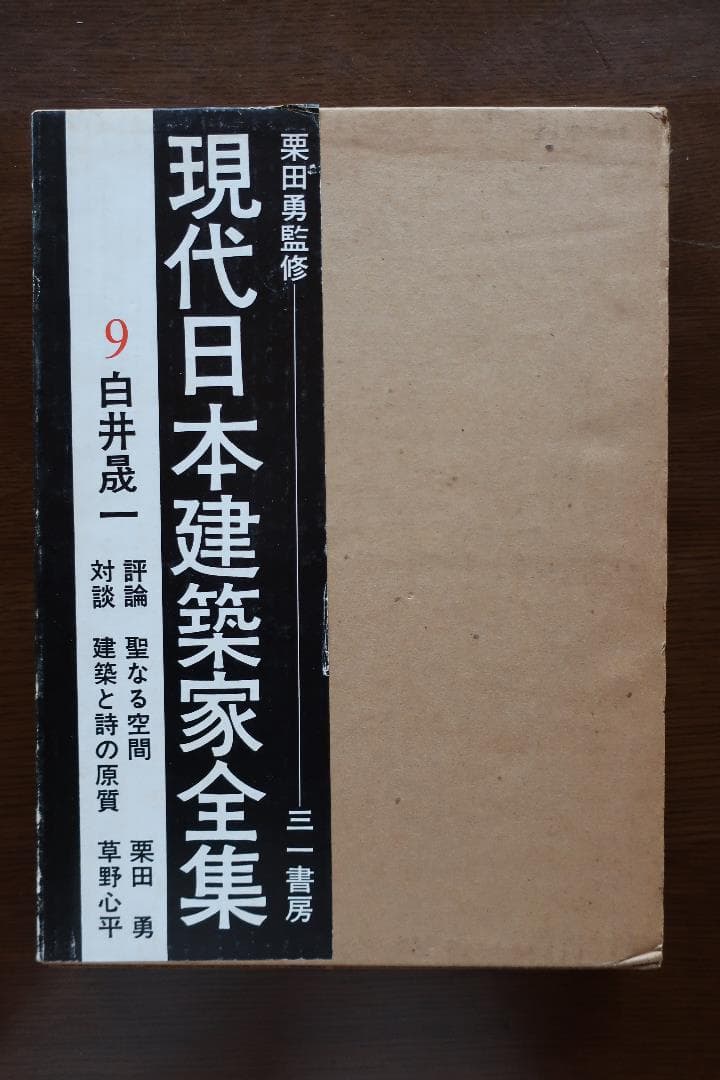 栗田勇監修――三一書房
現代日本建築家全集
9 白井晟一
評論 聖なる空間 栗田 勇
対談 建築と詩の原質 草野心平